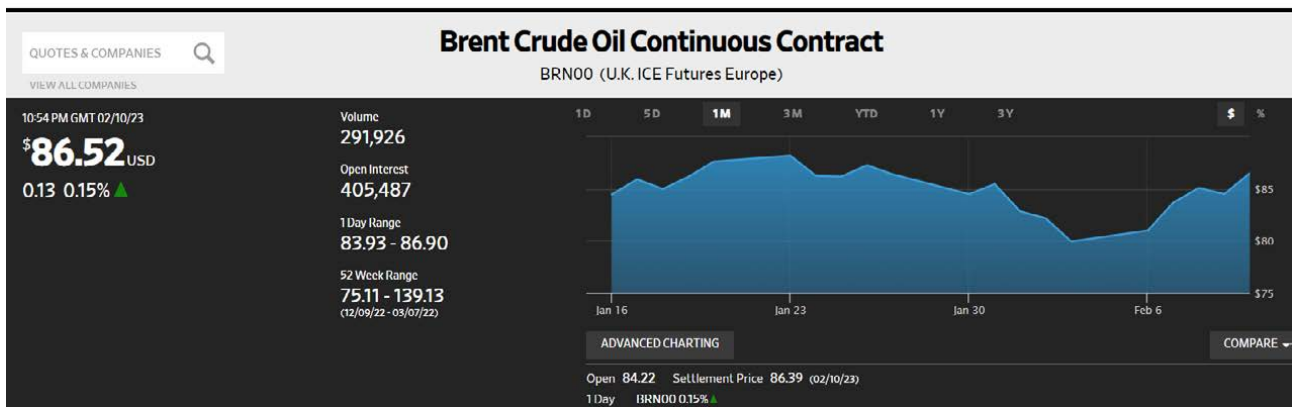 Brent Crude Oil Continuous Contract
BRN00 (U.K. ICE Futures Europe)
QUOTES & COMPANIES
VIEW ALL COMPANIES
10:54 PM GMT 02/10/23
$86.52 USD
0.13 0.15%
Volume
291,926
Open Interest
405,487
1 Day Range
83.93 - 86.90
52 Week Range
75.11 - 139.13
(12/09/22 - 03/07/22)
1D 5D 1M 3M YTD 1Y 3Y $ %
$85
$80
$75
Jan 16 Jan 23 Jan 30 Feb 6
ADVANCED CHARTING COMPARE
Open 84.22 Settlement Price 86.39 (02/10/23)
1 Day BRN00 0.15%